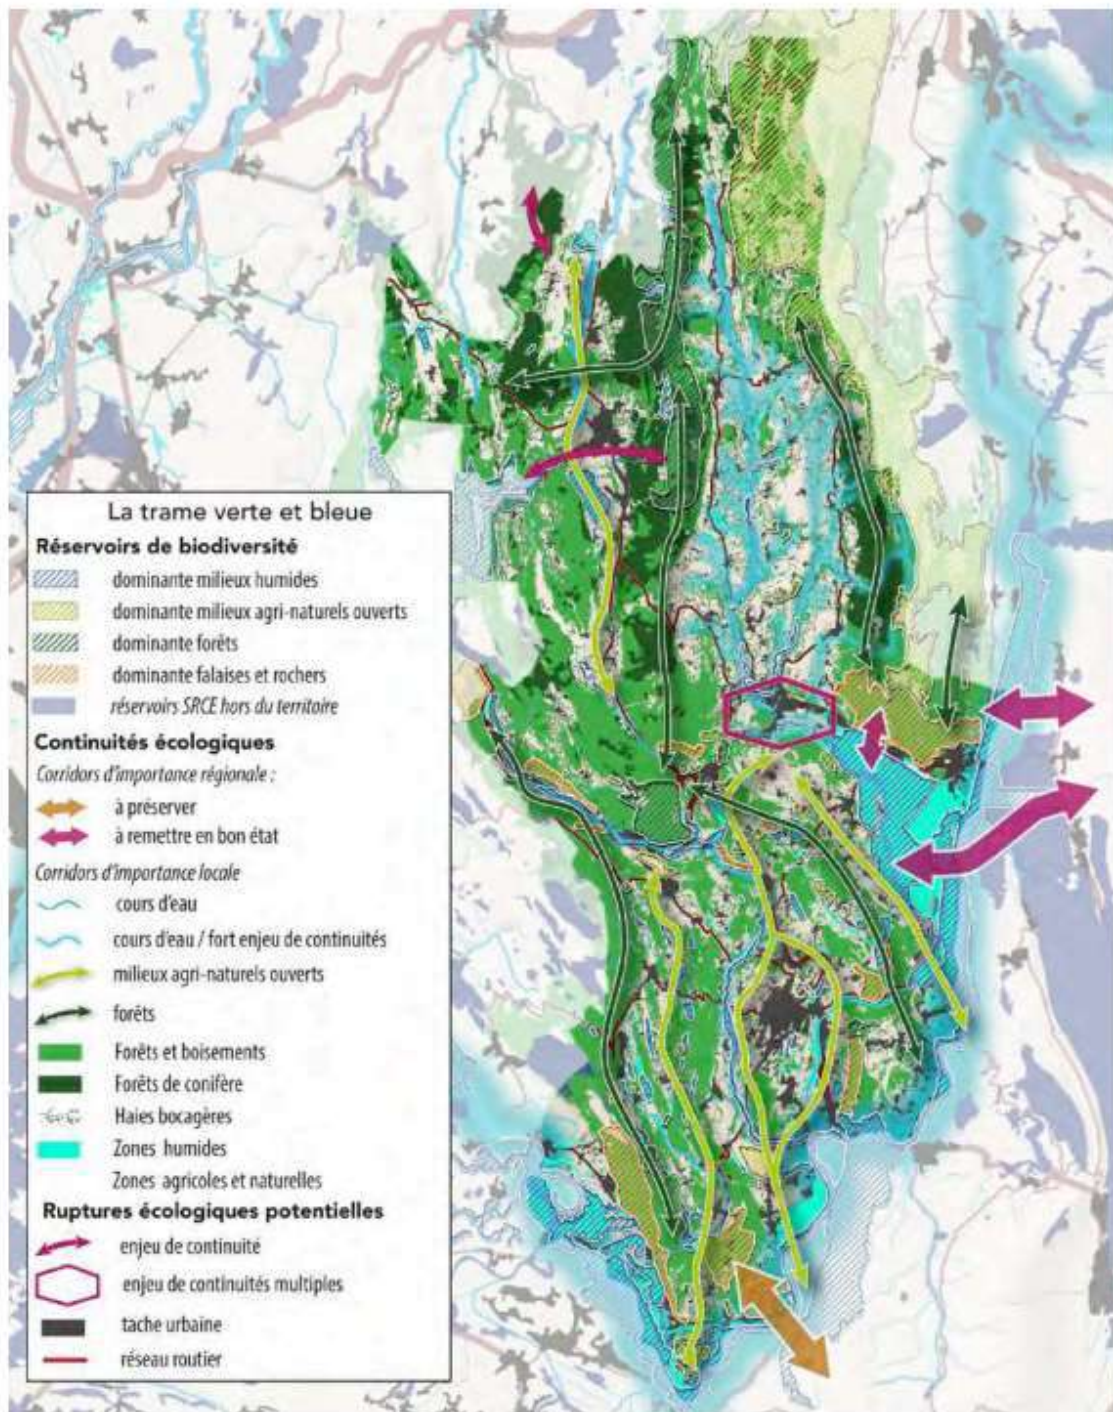 La trame verte et bleue
Réservoirs de biodiversité
dominante milieux humides
dominante milieux agri-naturels ouverts
dominante forêts
dominante falaises et rochers
réservoirs SRCE hors du territoire
Continuités écologiques
Corridors d'importance régionale :
à préserver
à remettre en bon état
Corridors d'importance locale
cours d'eau
cours d'eau / fort enjeu de continuités
milieux agri-naturels ouverts
forêts
Forêts et boisements
Forêts de conifère
Haies bocagères
Zones humides
Zones agricoles et naturelles
Ruptures écologiques potentielles
enjeu de continuité
enjeu de continuités multiples
tache urbaine
réseau routier